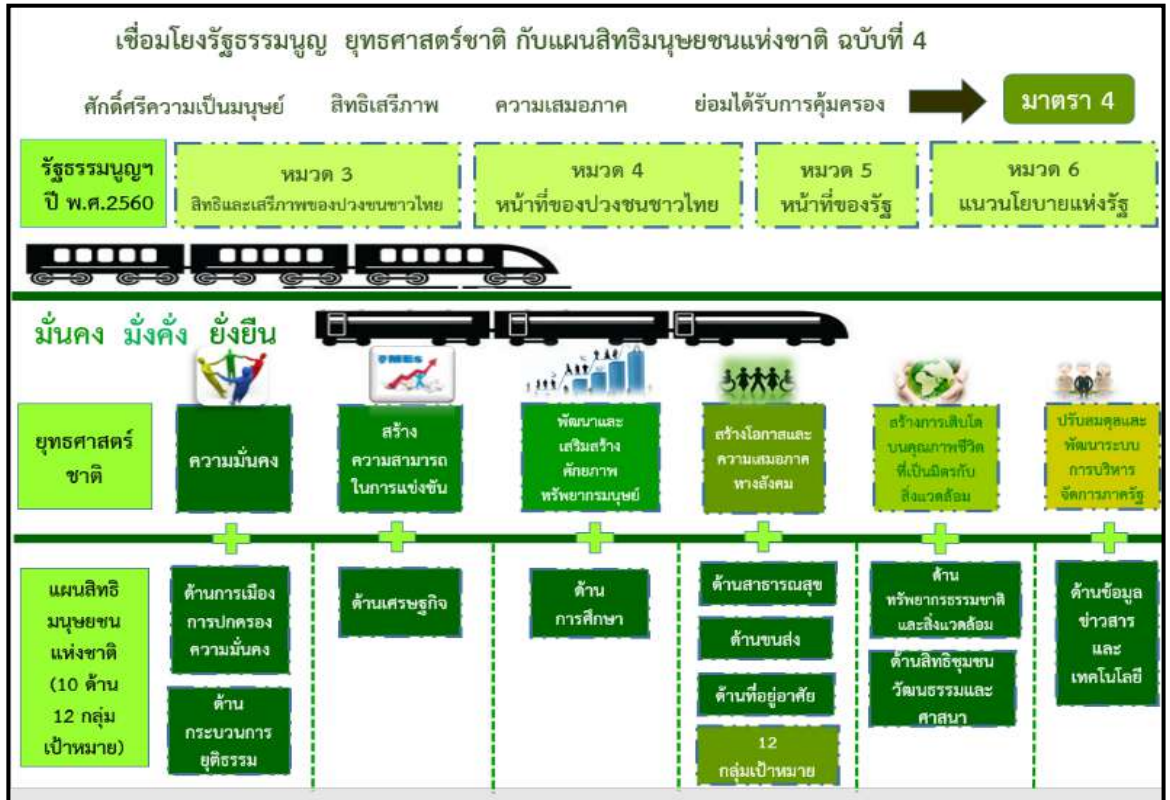 เชื่อมโยงรัฐธรรมนูญ ยุทธศาสตร์ชาติ กับแผนสิทธิมนุษยชนแห่งชาติ ฉบับที่ 4
ศักดิ์ศรีความเป็นมนุษย์ สิทธิเสรีภาพ ความเสมอภาค ย่อมได้รับการคุ้มครอง มาตรา 4
รัฐธรรมนูญฯ
ปี พ.ศ.2560
หมวด 3
สิทธิและเสรีภาพของปวงชนชาวไทย
หมวด 4
หน้าที่ของปวงชนชาวไทย
หมวด 5
หน้าที่ของรัฐ
หมวด 6
แนวนโยบายแห่งรัฐ
มั่นคง มั่งคั่ง ยั่งยืน
SMEs
ยุทธศาสตร์
ชาติ
ความมั่นคง
สร้าง
ความสามารถ
ในการแข่งขัน
พัฒนาและ
เสริมสร้าง
ศักยภาพ
ทรัพยากรมนุษย์
สร้างโอกาสและ
ความเสมอภาค
ทางสังคม
สร้างการเติบโต
บนคุณภาพชีวิต
ที่เป็นมิตรกับ
สิ่งแวดล้อม
ปรับสมดุลและ
พัฒนาระบบ
การบริหาร
จัดการภาครัฐ
แผนสิทธิ
มนุษยชน
แห่งชาติ
(10 ด้าน
12 กลุ่ม
เป้าหมาย)
ด้านการเมือง
การปกครอง
ความมั่นคง
ด้าน
กระบวนการ
ยุติธรรม
ด้านเศรษฐกิจ
ด้าน
การศึกษา
ด้านสาธารณสุข
ด้านขนส่ง
ด้านที่อยู่อาศัย
12
กลุ่มเป้าหมาย
ด้าน
ทรัพยากรธรรมชาติ
และสิ่งแวดล้อม
ด้านสิทธิชุมชน
วัฒนธรรมและ
ศาสนา
ด้านข้อมูล
ข่าวสาร
และ
เทคโนโลยี